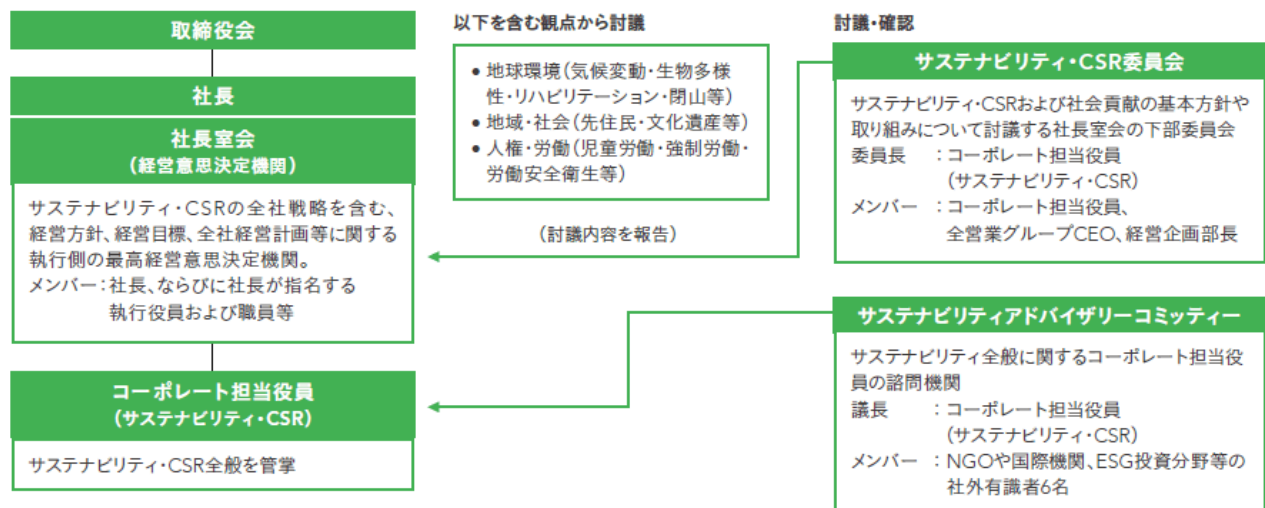 取締役会
社長
社長室会
（経営意思決定機関）
サステナビリティ・CSRの全社戦略を含む、
経営方針、経営目標、全社経営計画等に関する
執行側の最高経営意思決定機関。
メンバー：社長、ならびに社長が指名する
執行役員および職員等
コーポレート担当役員
（サステナビリティ・CSR）
サステナビリティ・CSR全般を管掌
以下を含む観点から討議
● 地球環境（気候変動・生物多様
性・リハビリテーション・閉山等）
● 地域・社会（先住民・文化遺産等）
● 人権・労働（児童労働・強制労働・
労働安全衛生等）
（討議内容を報告）
討議・確認
サステナビリティ・CSR委員会
サステナビリティ・CSRおよび社会貢献の基本方針や
取り組みについて討議する社長室会の下部委員会
委員長　：コーポレート担当役員
（サステナビリティ・CSR）
メンバー　：コーポレート担当役員、
全営業グループCEO、経営企画部長
サステナビリティアドバイザリーコミッティー
サステナビリティ全般に関するコーポレート担当役
員の諮問機関
議長　：コーポレート担当役員
（サステナビリティ・CSR）
メンバー　：NGOや国際機関、ESG投資分野等の
社外有識者6名